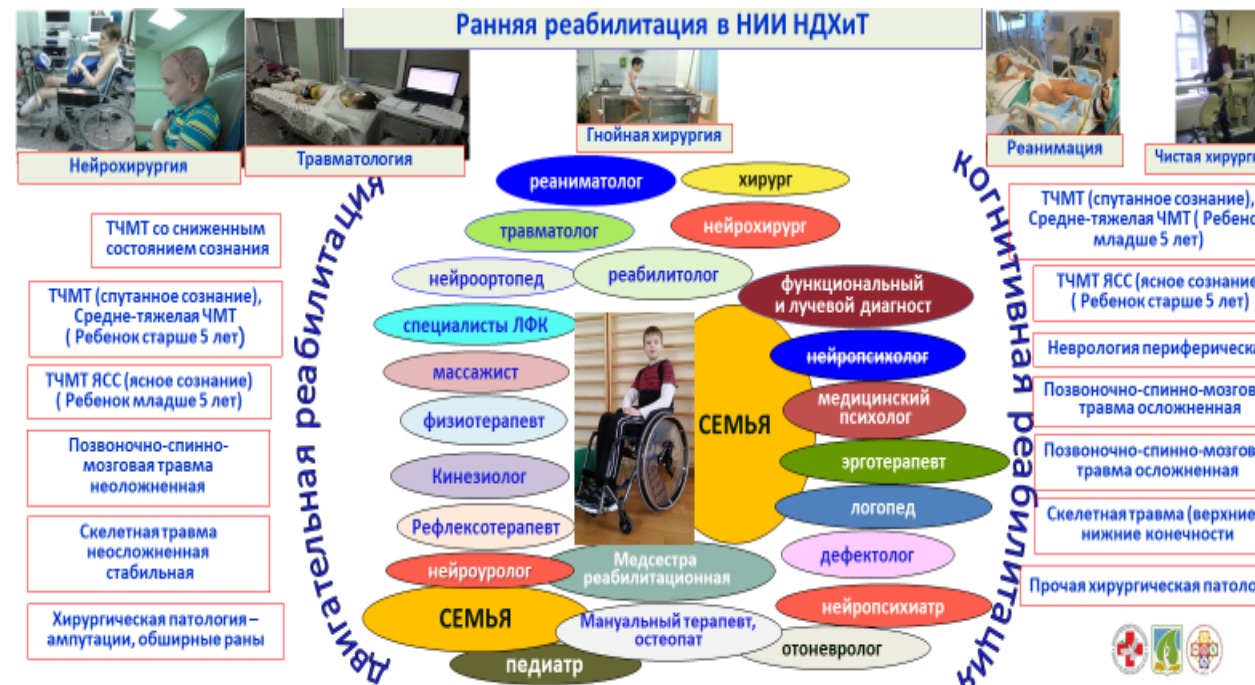 Ранняя реабилитация в НИИ НДХиТ
Нейрохирургия
Травматология
Гнойная хирургия
Реанимация
Чистая хирурги
двигательная реабилитация
когнитивная реабилитация
ТЧМТ со сниженным
состоянием сознания
ТЧМТ (спутанное сознание),
Средне-тяжелая ЧМТ
( Ребенок старше 5 лет)
ТЧМТ ЯСС (ясное сознание)
( Ребенок младше 5 лет)
Позвоночно-спинно-
мозговая травма
неоложненная
Скелетная травма
неосложненная
стабильная
Хирургическая патология –
ампутации, обширные раны
реаниматолог
хирург
травматолог
нейрохирург
нейроортопед
реабилитолог
функциональный
и лучевой диагност
специалисты ЛФК
нейропсихолог
массажист
медицинский
психолог
физиотерапевт
СЕМЬЯ
эрготерапевт
Кинезиолог
логопед
Рефлексотерапевт
дефектолог
нейроуролог
Медсестра
реабилитационная
нейропсихиатр
СЕМЬЯ
Мануальный терапевт,
остеопат
отоневролог
педиатр
ТЧМТ (спутанное сознание),
Средне-тяжелая ЧМТ ( Ребено
младше 5 лет)
ТЧМТ ЯСС (ясное сознание
( Ребенок старше 5 лет)
Неврология периферическа
Позвоночно-спинно-мозгов
травма осложненная
Позвоночно-спинно-мозгов
травма осложненная
Скелетная травма (верхние
нижние конечности
Прочая хирургическая патоло